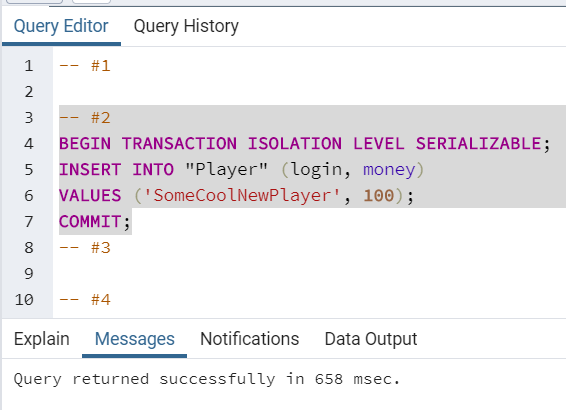 Query Editor Query History
1 -- #1
2
3 -- #2
4 BEGIN TRANSACTION ISOLATION LEVEL SERIALIZABLE;
5 INSERT INTO "Player" (login, money)
6 VALUES ('SomeCoolNewPlayer', 100);
7 COMMIT;
8 -- #3
9
10 -- #4
Explain Messages Notifications Data Output
Query returned successfully in 658 msec.